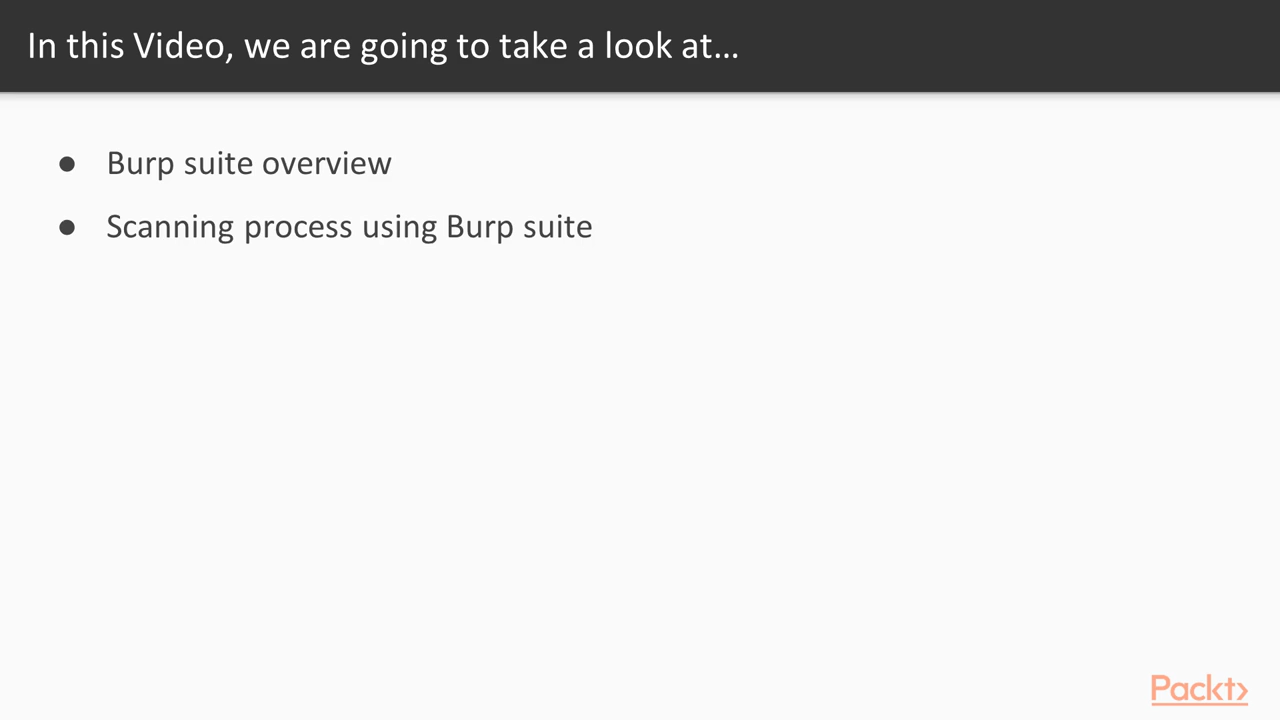 In this Video, we are going to take a look at...
● Burp suite overview
● Scanning process using Burp suite
Packt>